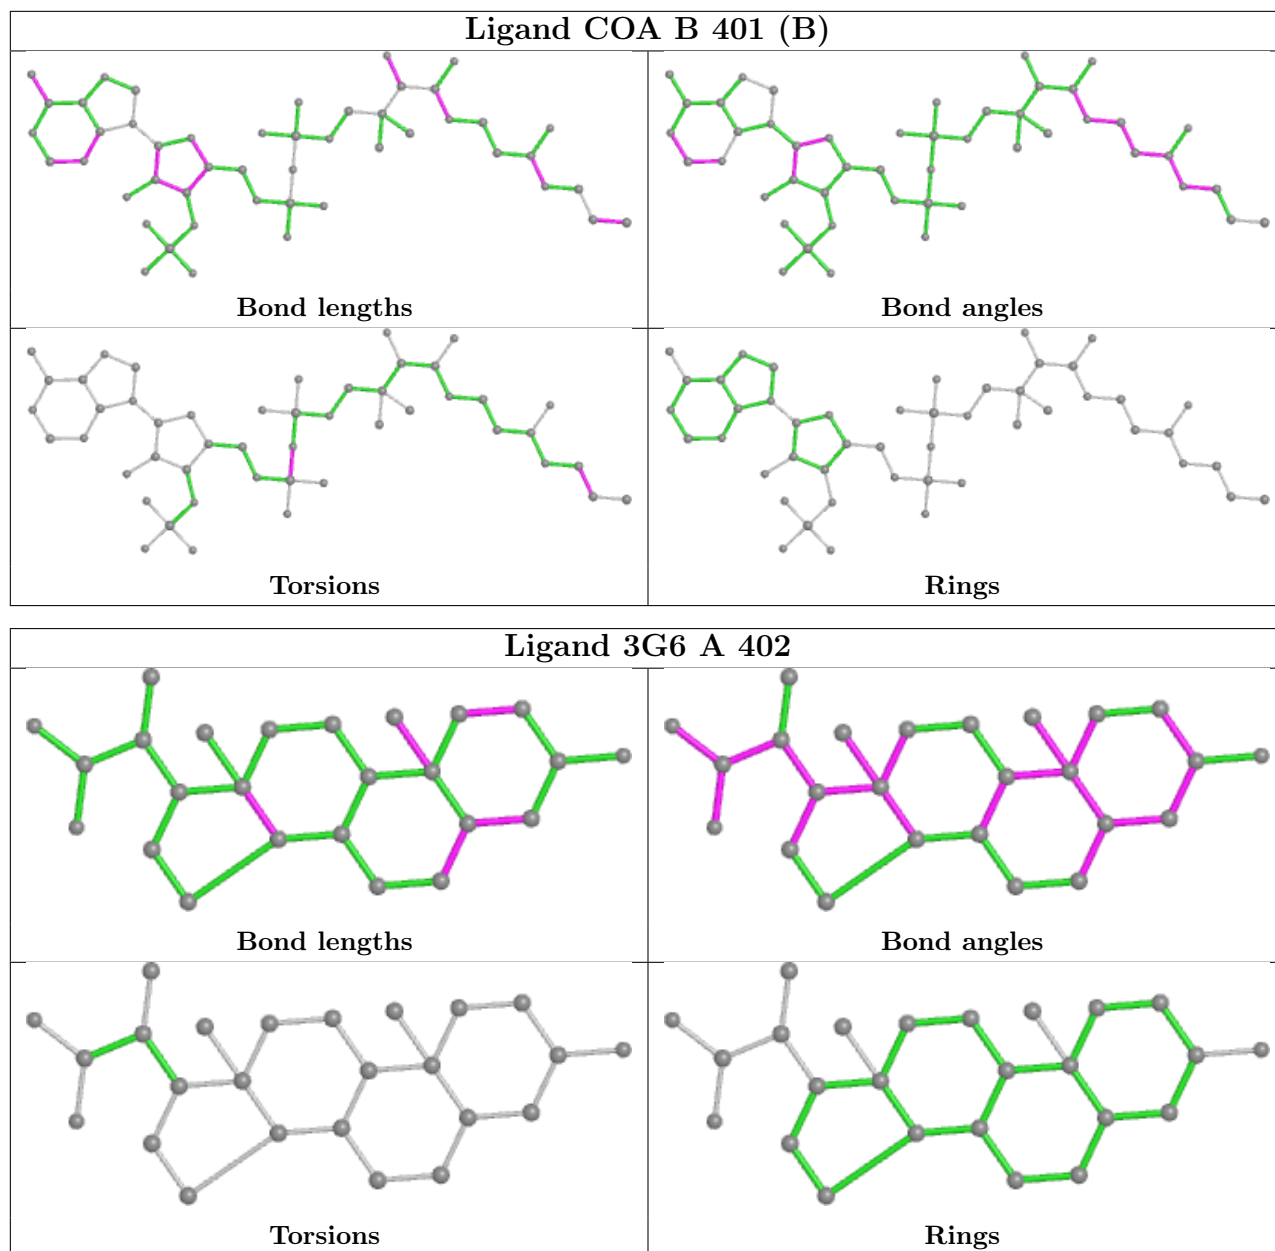 Ligand COA B 401 (B)
Bond lengths
Bond angles
Torsions
Rings
Ligand 3G6 A 402
Bond lengths
Bond angles
Torsions
Rings